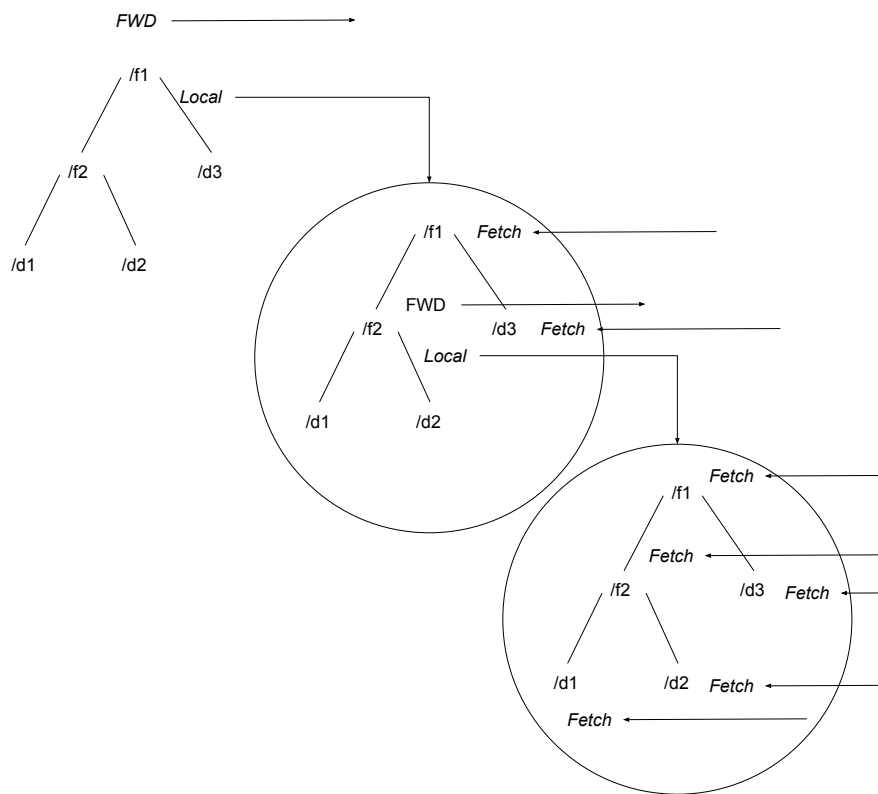 FWD
/f1
Local
/f2
/d3
/d1
/d2
/f1
Fetch
FWD
/f2
/d3
Fetch
Local
/d1
/d2
Fetch
/f1
Fetch
/f2
/d3
Fetch
/d1
/d2
Fetch
Fetch